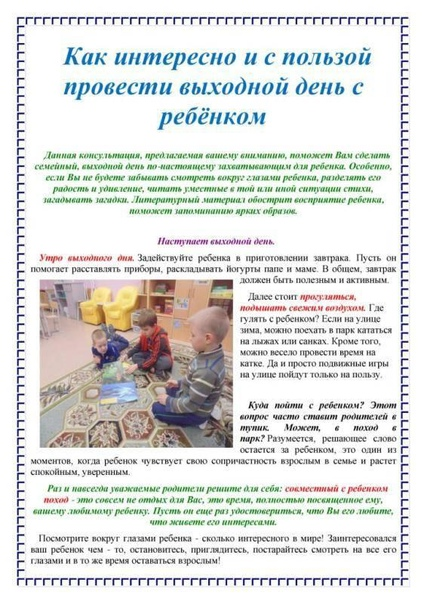 Как интересно и с пользой
провести выходной день с
ребёнком
Данная консультация, предлагаемая вашему вниманию, поможет Вам сделать
семейный, выходной день по-настоящему захватывающим для ребенка. Особенно,
если Вы не будете забывать смотреть вокруг глазами ребенка, разделять его
радость и удивление, читать уместные в той или иной ситуации стихи,
загадывать загадки. Литературный материал обострит восприятие ребенка,
поможет запоминанию ярких образов.
Наступает выходной день.
Утро выходного дня. Задействуйте ребенка в приготовлении завтрака. Пусть он
помогает расставлять приборы, раскладывать йогурты папе и маме. В общем, завтрак
должен быть полезным и активным.
Далее стоит прогуляться,
подышать свежим воздухом. Где
гулять с ребенком? Если на улице
зима, можно поехать в парк кататься
на лыжах или санках. Кроме того,
можно весело провести время на
катке. Да и просто подвижные игры
на улице пойдут только на пользу.
Куда пойти с ребенком? Этот
вопрос часто ставит родителей в
тупик. Может, в поход в
парк? Разумеется, решающее слово
остается за ребенком, это один из
моментов, когда ребенок чувствует свою сопричастность взрослым в семье и растет
спокойным, уверенным.
Раз и навсегда уважаемые родители решите для себя: совместный с ребенком
поход - это совсем не отдых для Вас, это время, полностью посвященное ему,
вашему любимому ребенку. Пусть он еще раз удостоверится, что Вы его любите,
что живете его интересами.
Посмотрите вокруг глазами ребенка - сколько интересного в мире! Заинтересовался
ваш ребенок чем - то, остановитесь, приглядитесь, постарайтесь смотреть на все его
глазами и в то же время оставаться взрослым!